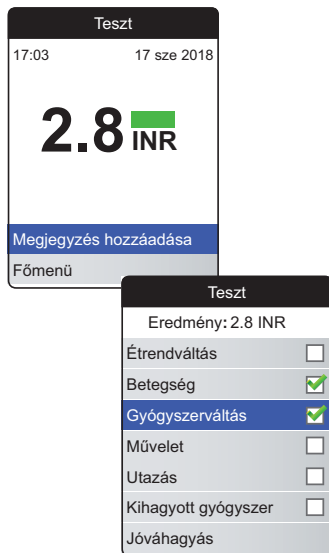 Teszt
17:03 17 sze 2018
2.8 INR
Megjegyzés hozzáadása
Főmenü
Teszt
Eredmény: 2.8 INR
Étrendváltás
Betegség
Gyógyszerváltás
Művelet
Utazás
Kihagyott gyógyszer
Jóváhagyás